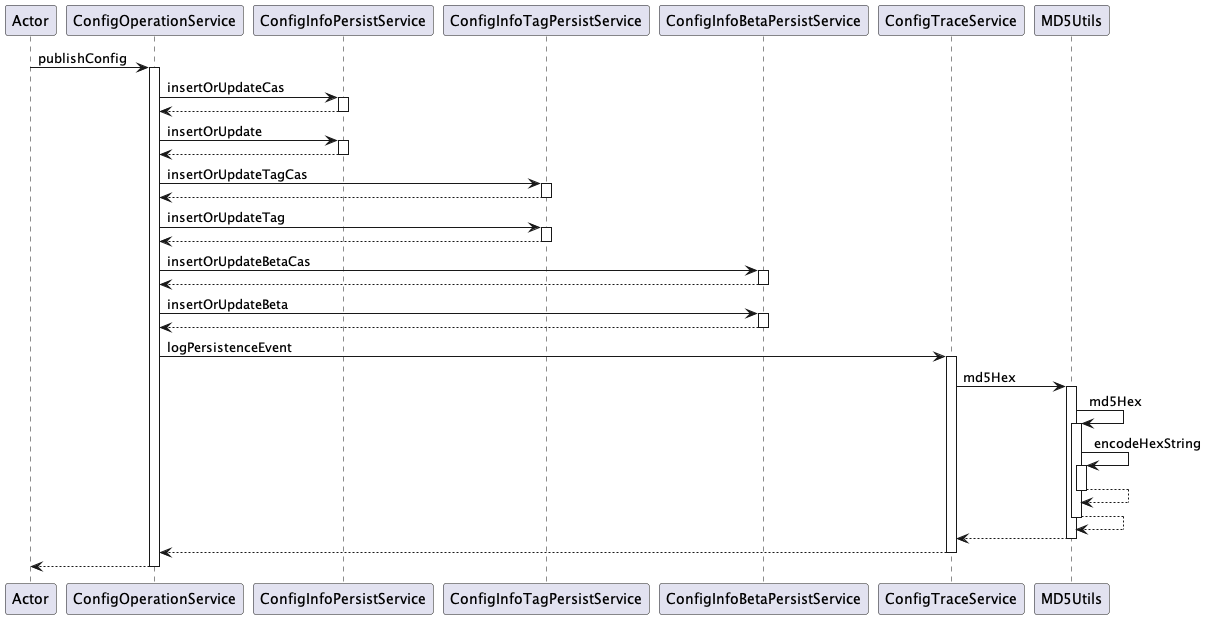 Actor ConfigOperationService ConfigInfoPersistService ConfigInfoTagPersistService ConfigInfoBetaPersistService ConfigTraceService MD5Utils
publishConfig
insertOrUpdateCas
insertOrUpdate
insertOrUpdateTagCas
insertOrUpdateTag
insertOrUpdateBetaCas
insertOrUpdateBeta
logPersistenceEvent
md5Hex
md5Hex
encodeHexString
Actor ConfigOperationService ConfigInfoPersistService ConfigInfoTagPersistService ConfigInfoBetaPersistService ConfigTraceService MD5Utils